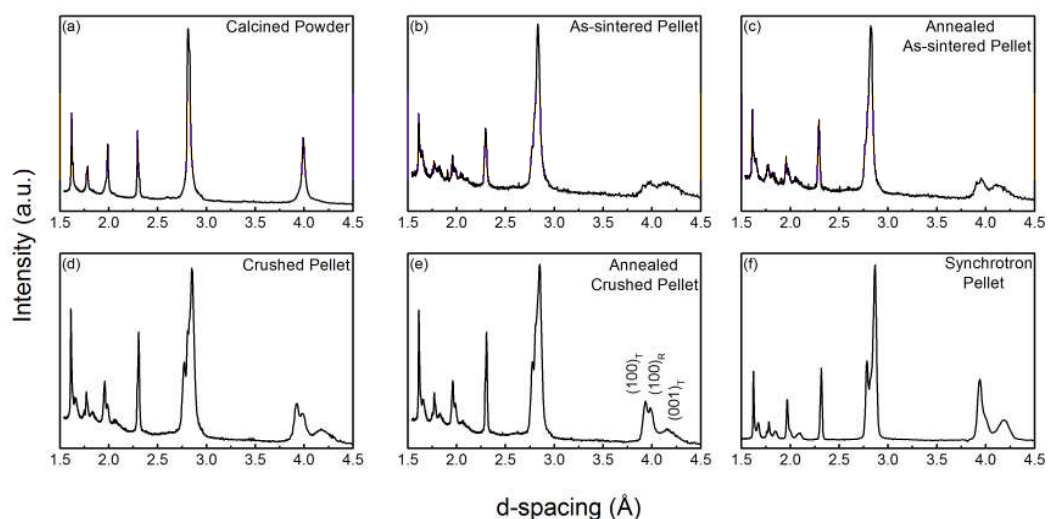 (a) Calcined Powder
(b) As-sintered Pellet
(c) Annealed
As-sintered Pellet
1.5 2.0 2.5 3.0 3.5 4.0 4.5
1.5 2.0 2.5 3.0 3.5 4.0 4.5
1.5 2.0 2.5 3.0 3.5 4.0 4.5
Intensity (a.u.)
(d) Crushed Pellet
(e) Annealed
Crushed Pellet
(100)T
(100)R
(001)T
(f) Synchrotron
Pellet
1.5 2.0 2.5 3.0 3.5 4.0 4.5
1.5 2.0 2.5 3.0 3.5 4.0 4.5
1.5 2.0 2.5 3.0 3.5 4.0 4.5
d-spacing (Å)